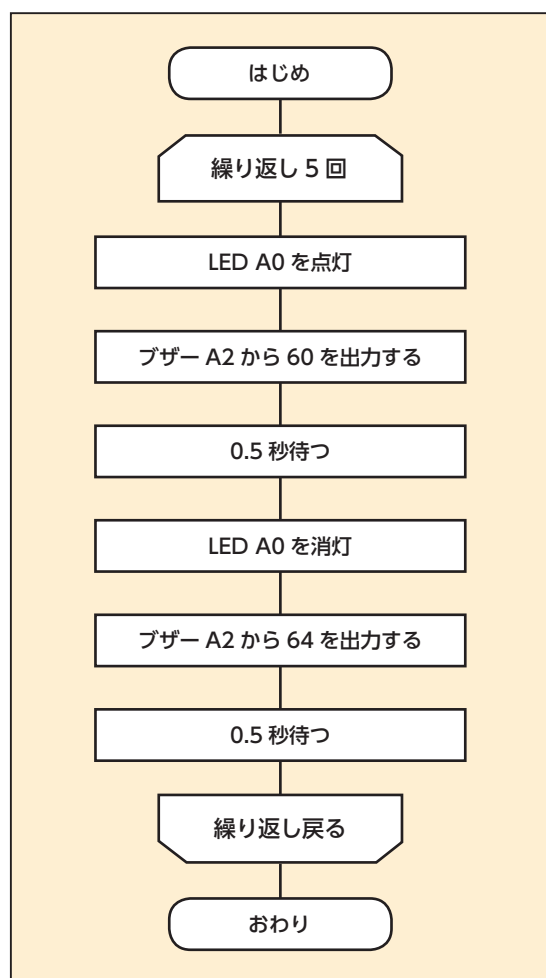 はじめ
繰り返し 5 回
LED A0 を点灯
ブザー A2 から 60 を出力する
0.5 秒待つ
LED A0 を消灯
ブザー A2 から 64 を出力する
0.5 秒待つ
繰り返し戻る
おわり